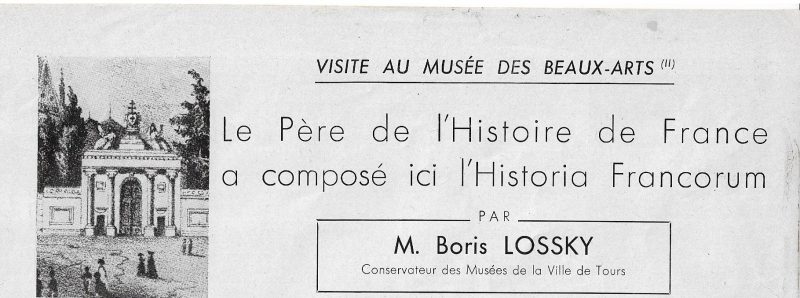 VISITE AU MUSÉE DES BEAUX-ARTS (II)
Le Père de l'Histoire de France
a composé ici l'Historia Francorum
PAR
M. Boris LOSSKY
Conservateur des Musées de la Ville de Tours